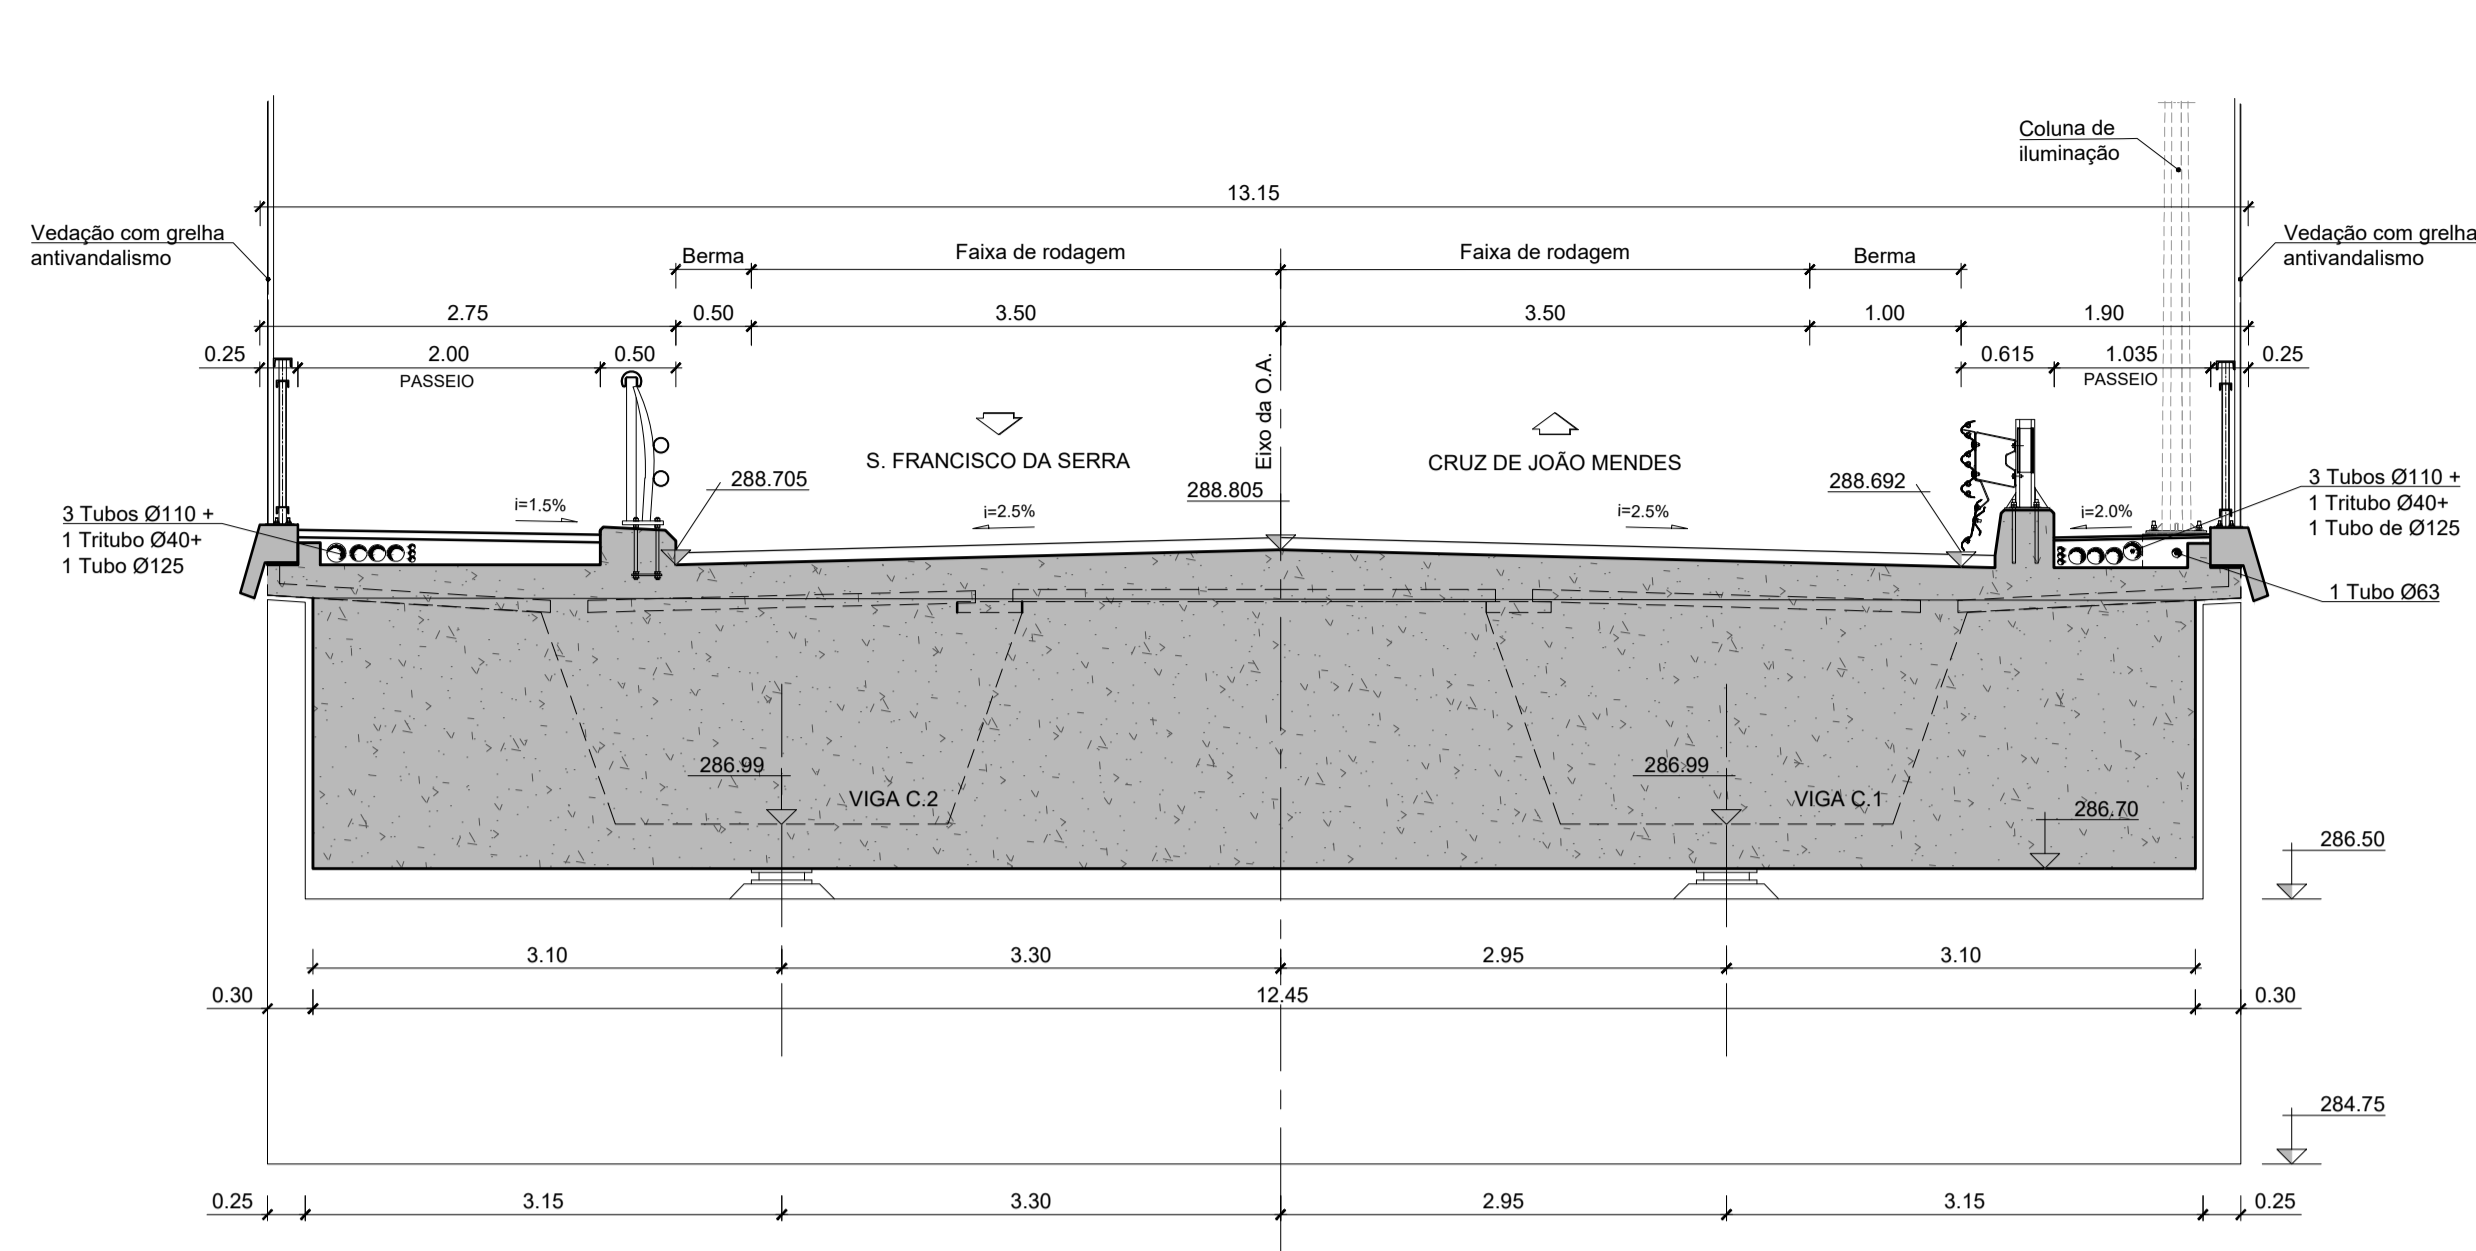 Coluna de
iluminação
13.15
Vedação com grelha
antivandalismo
Vedação com grelha
antivandalismo
Berma
Faixa de rodagem
Faixa de rodagem
Berma
2.75
0.50
3.50
3.50
1.00
1.90
0.25
2.00
0.50
0.615
1.035
0.25
PASSEIO
PASSEIO
Eixo da O.A.
S. FRANCISCO DA SERRA
CRUZ DE JOÃO MENDES
288.705
288.805
288.692
3 Tubos Ø110 +
1 Tritubo Ø40+
1 Tubo Ø125
i=1.5%
i=2.5%
i=2.5%
i=2.0%
3 Tubos Ø110 +
1 Tritubo Ø40+
1 Tubo de Ø125
1 Tubo Ø63
286.99
VIGA C.2
286.99
VIGA C.1
286.70
286.50
3.10
3.30
2.95
3.10
0.30
12.45
0.30
284.75
0.25
3.15
3.30
2.95
3.15
0.25